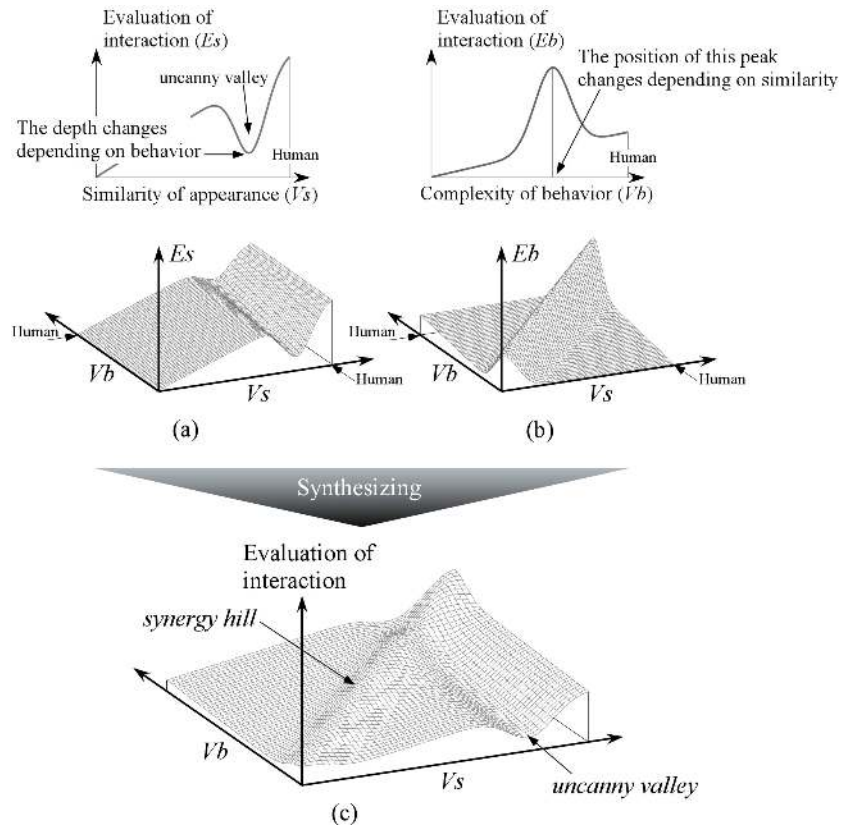 Evaluation of
interaction (Es)
uncanny valley
The depth changes
depending on behavior
Human
Similarity of appearance (Vs)
Evaluation of
interaction (Eb)
The position of this peak
changes depending on similarity
Human
Complexity of behavior (Vb)
Es
Human
Vb
Vs
Human
(a)
Eb
Human
Vb
Vs
Human
(b)
Synthesizing
Evaluation of
interaction
synergy hill
Vb
Vs
uncanny valley
(c)